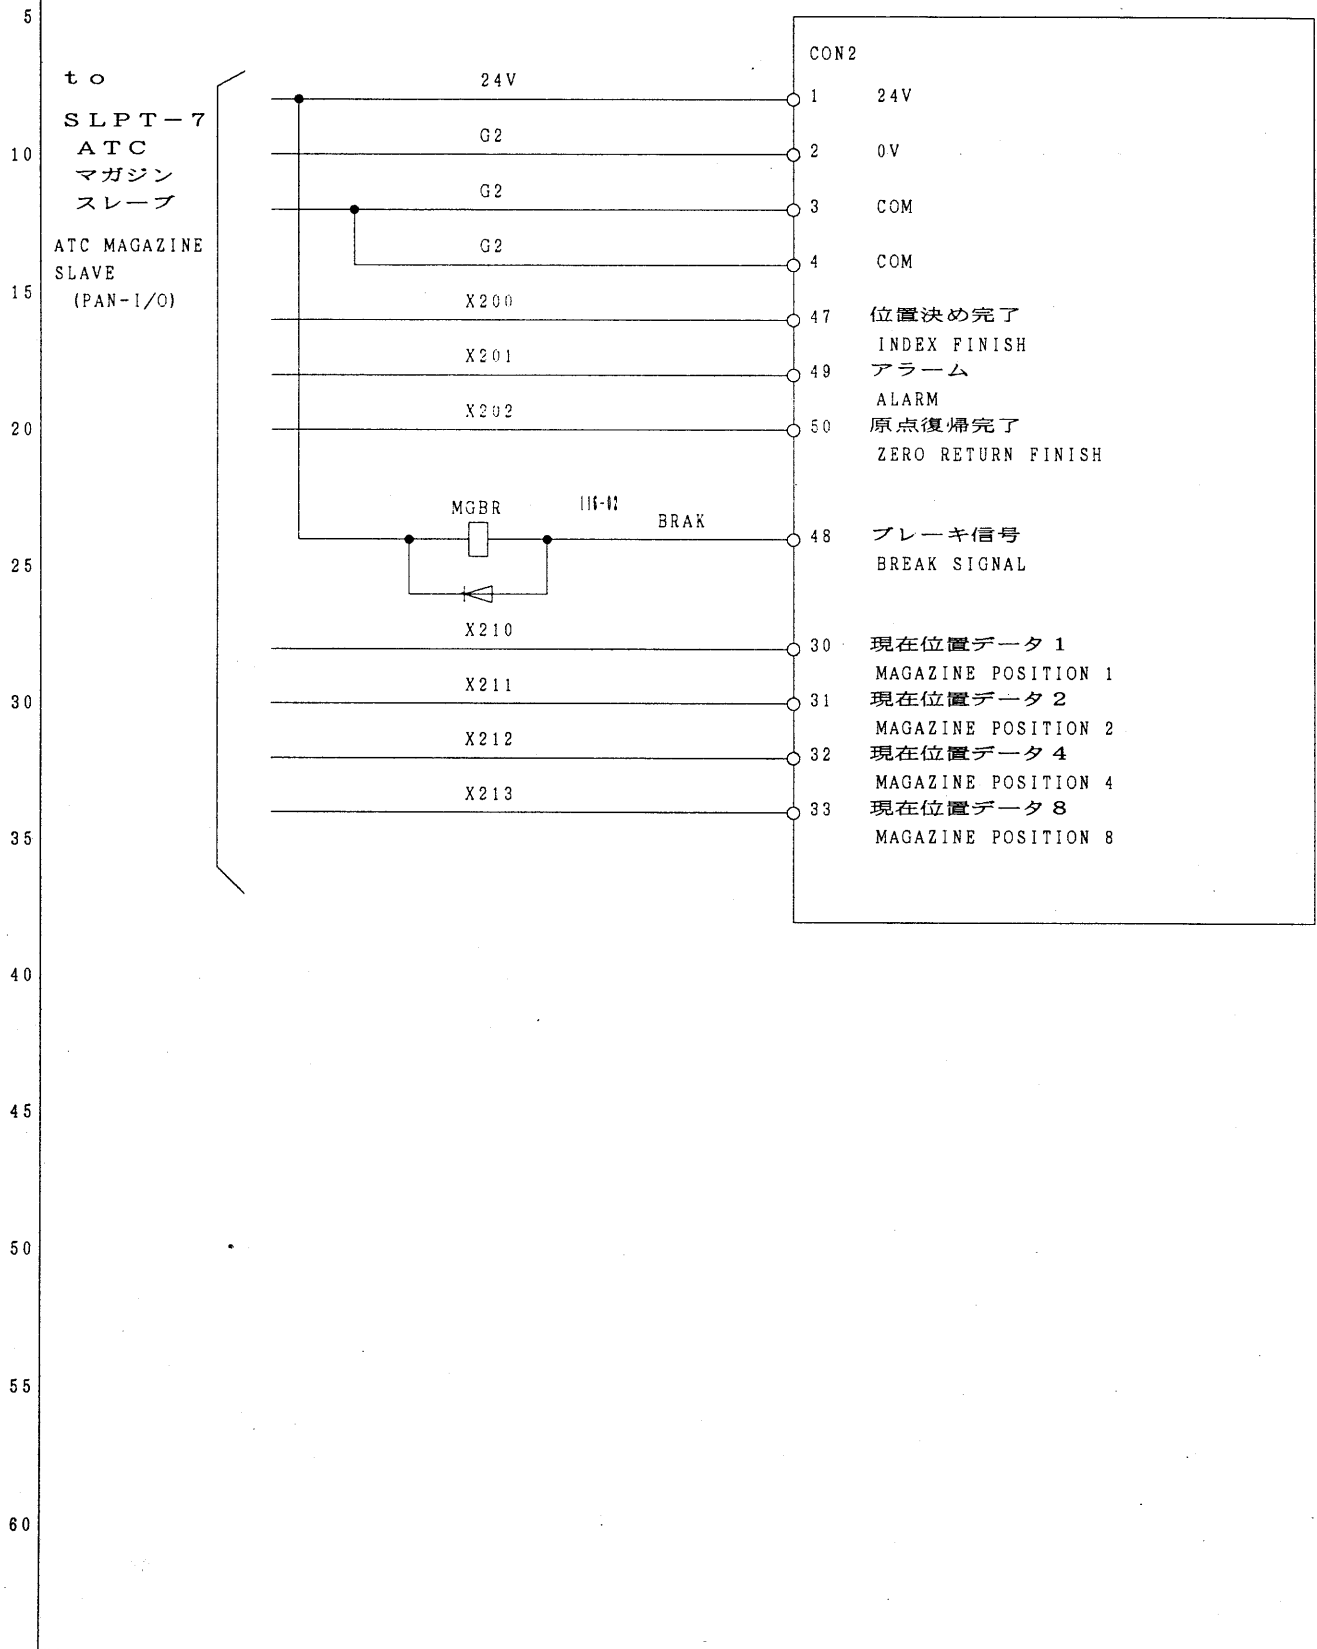 5
CON2
to
24V
1 24V
SLPT-7
G2
10
ATC
2 0V
マガジン
G2
スレーブ
3 COM
ATC MAGAZINE
G2
SLAVE
4 COM
15
(PAN-I/O)
X200
47 位置決め完了
INDEX FINISH
X201
49 アラーム
ALARM
X202
20
50 原点復帰完了
ZERO RETURN FINISH
MGBR
BRAK
48 ブレーキ信号
25
BREAK SIGNAL
X210
30 現在位置データ1
MAGAZINE POSITION 1
X211
30
31 現在位置データ2
MAGAZINE POSITION 2
X212
32 現在位置データ4
MAGAZINE POSITION 4
X213
33 現在位置データ8
35
MAGAZINE POSITION 8
40
45
50
55
60